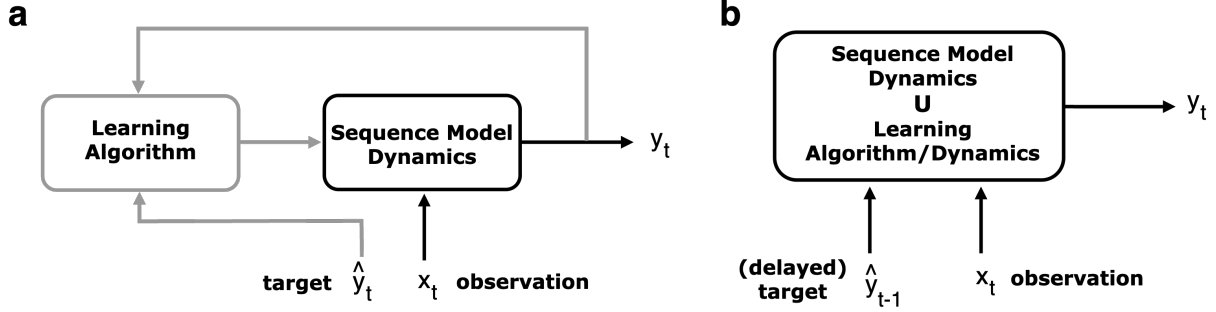 a
Learning
Algorithm
Sequence Model
Dynamics
y_t
target ŷ_t
x_t observation
b
Sequence Model
Dynamics
U
Learning
Algorithm/Dynamics
y_t
(delayed)
target
ŷ_t-1
x_t observation